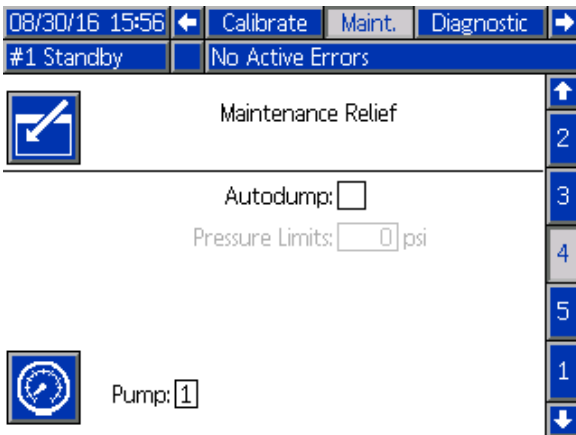 08/30/16 15:56 Calibrate Maint. Diagnostic
#1 Standby No Active Errors
Maintenance Relief
2
Autodump:
3
Pressure Limits: 0 psi
4
5
Pump: 1
1